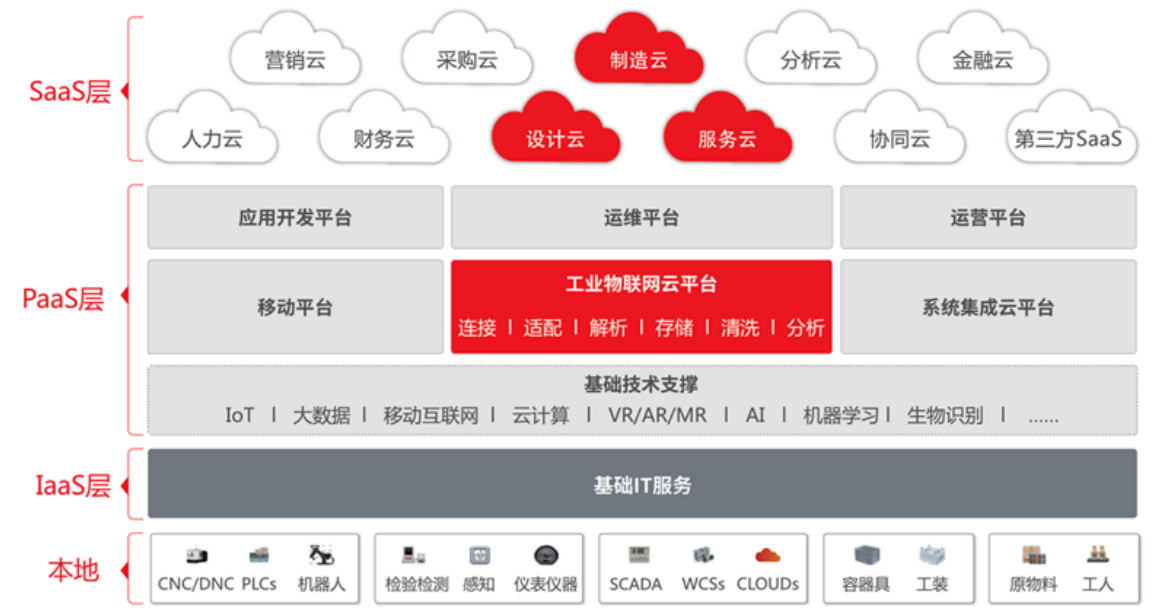 SaaS层
营销云 采购云 制造云 分析云 金融云
人力云 财务云 设计云 服务云 协同云 第三方SaaS
PaaS层
应用开发平台 运维平台 运营平台
移动平台
工业物联网云平台
连接 | 适配 | 解析 | 存储 | 清洗 | 分析
系统集成云平台
基础技术支撑
IoT | 大数据 | 移动互联网 | 云计算 | VR/AR/MR | AI | 机器学习 | 生物识别 | ......
IaaS层
基础IT服务
本地
CNC/DNC PLCs 机器人 检验检测 感知 仪表仪器 SCADA WCSs CLOUDs 容器具 工装 原物料 工人